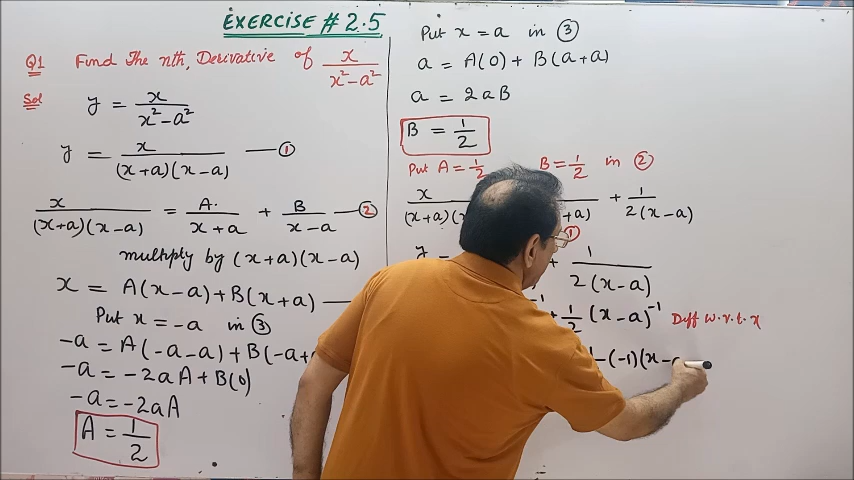 EXERCISE # 2.5
Q1 Find The nth, Derivative of x / (x² - a²)
Sol
y = x / (x² - a²)
y = x / (x+a)(x-a) — ①
x / (x+a)(x-a) = A / (x+a) + B / (x-a) — ②
multiply by (x+a)(x-a)
x = A(x-a) + B(x+a) —
Put x = -a in ③
-a = A(-a-a) + B(-a+
-a = -2aA + B(0)
-a = -2aA
A = 1/2
Put x = a in ③
a = A(0) + B(a+a)
a = 2aB
B = 1/2
Put A = 1/2 B = 1/2 in ②
x / (x+a)(x +a) + 1 / 2(x-a)
①
y + 1 / 2(x-a)
+ 1/2 (x-a)⁻¹ Diff w.r.t. x
(-1)(x-